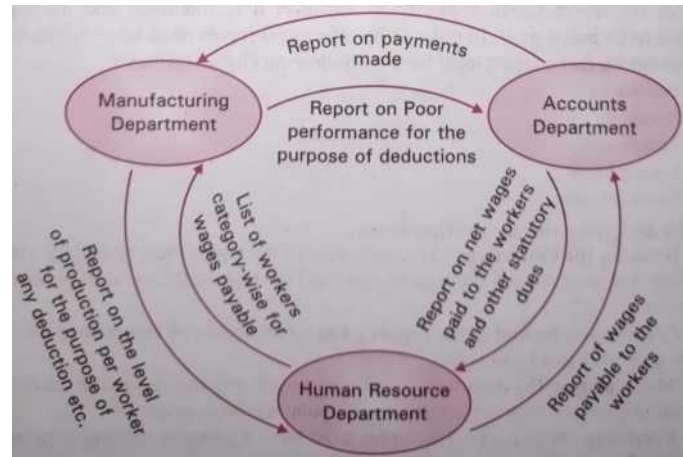 Report on payments
made
Manufacturing
Department
Accounts
Department
Report on Poor
performance for the
purpose of deductions
List of workers
category-wise for
wages payable
Report on net wages
paid to the workers
and other statutory
dues
Report on the level
of production per worker
for the purpose of
any deduction etc.
Report of wages
payable to the
workers
Human Resource
Department